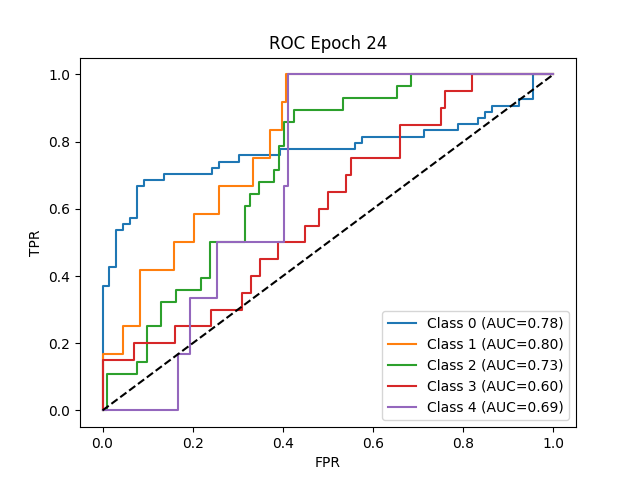 ROC Epoch 24
TPR
1.0
0.8
0.6
0.4
0.2
0.0
Class 0 (AUC=0.78)
Class 1 (AUC=0.80)
Class 2 (AUC=0.73)
Class 3 (AUC=0.60)
Class 4 (AUC=0.69)
0.0 0.2 0.4 0.6 0.8 1.0
FPR